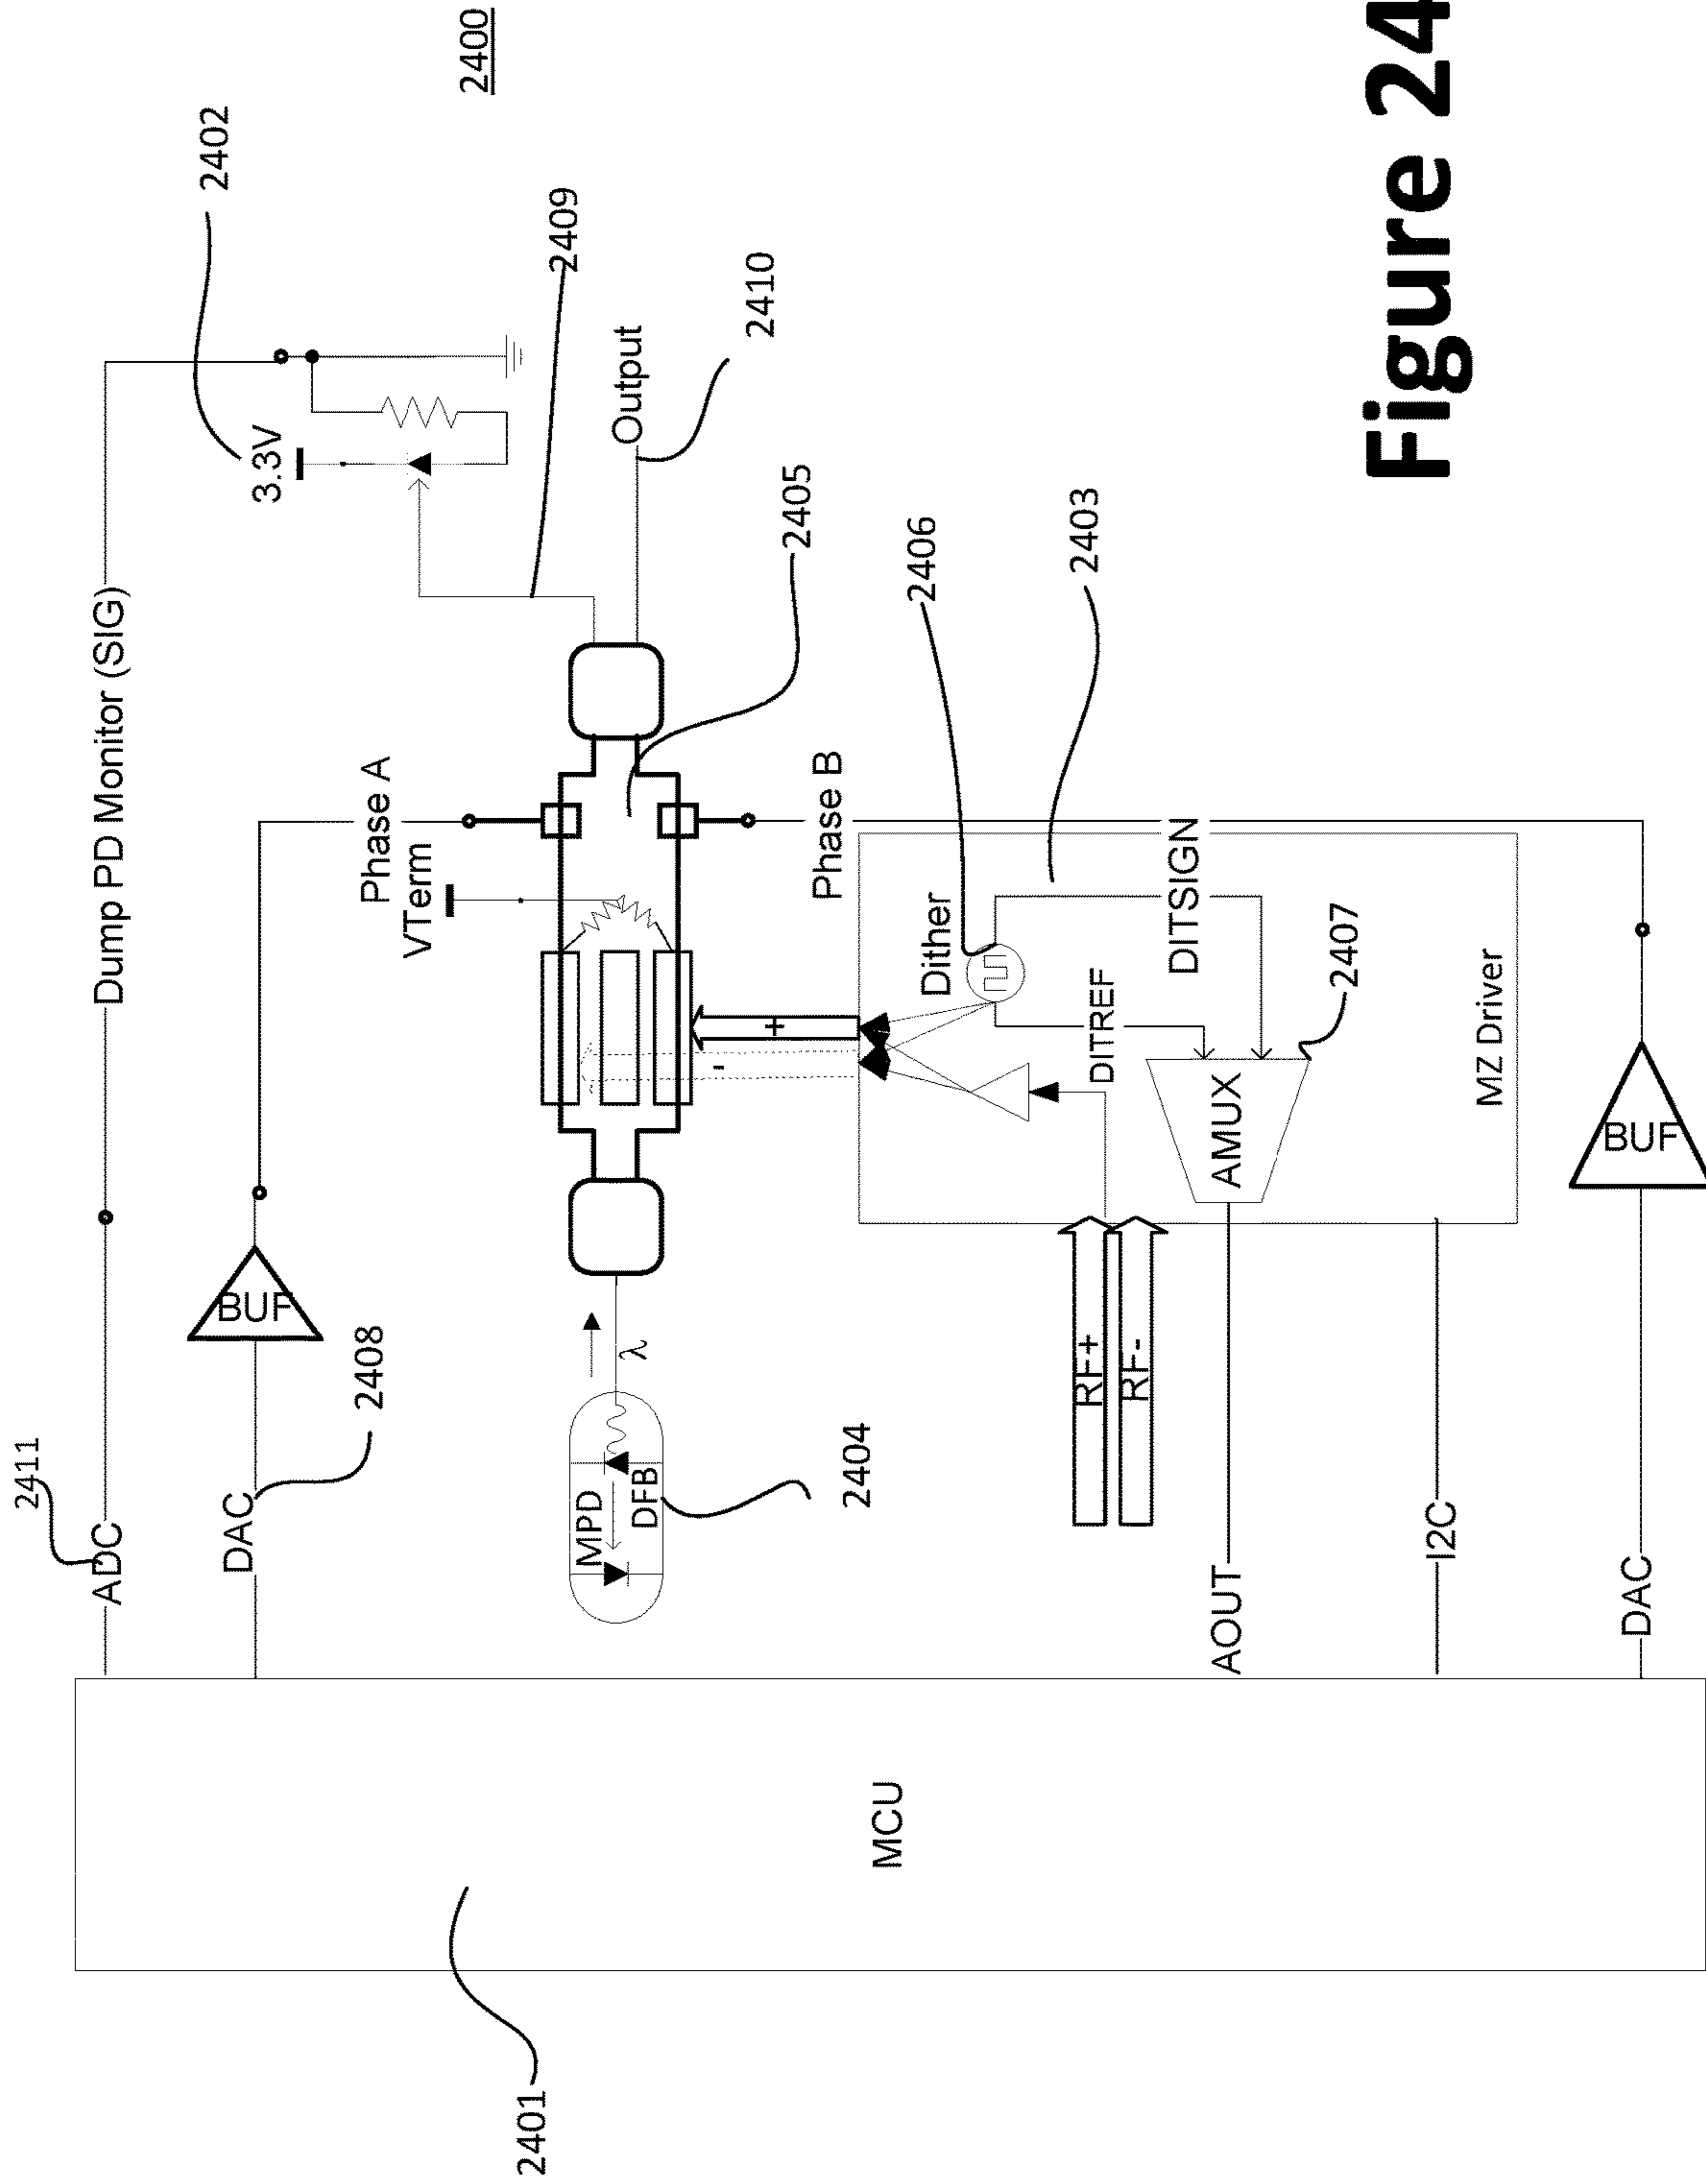 2400
2402
3.3V
2409
2410
Output
Dump PD Monitor (SIG)
2411
ADC
DAC
BUF
2408
Phase A
VTerm
2405
Phase B
2406
2403
Dither
DITSIGN
DITREF
2407
AMUX
MZ Driver
+
-
λ
MPD
DFB
2404
RF+
RF-
AOUT
I2C
DAC
BUF
MCU
2401
Figure 24